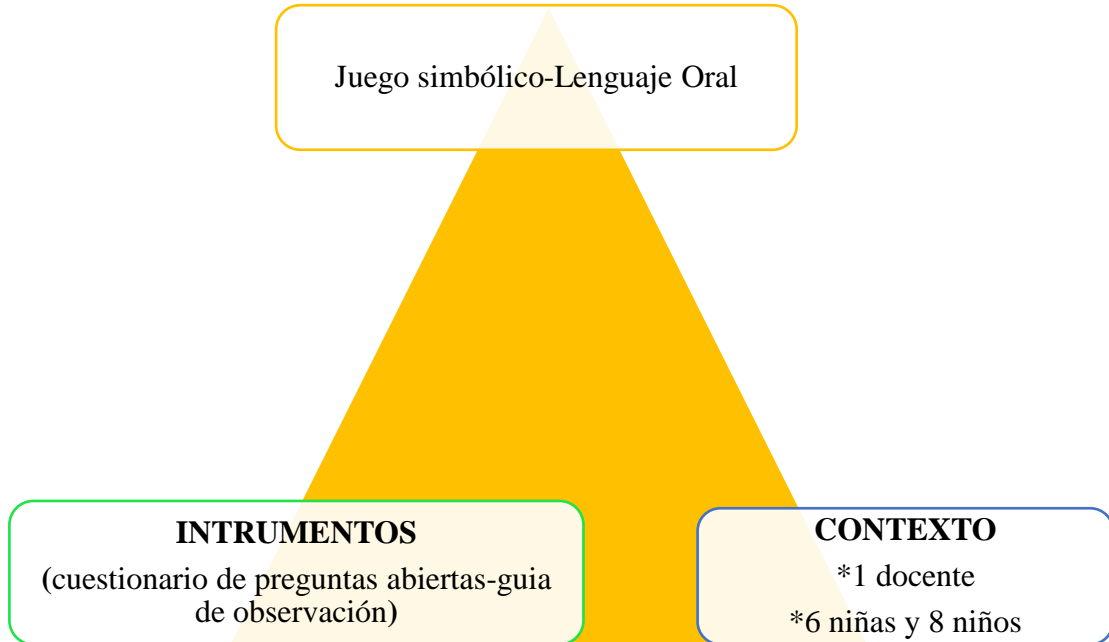 Juego simbólico-Lenguaje Oral
INTRUMENTOS
(cuestionario de preguntas abiertas-guia
de observación)
CONTEXTO
*1 docente
*6 niñas y 8 niños